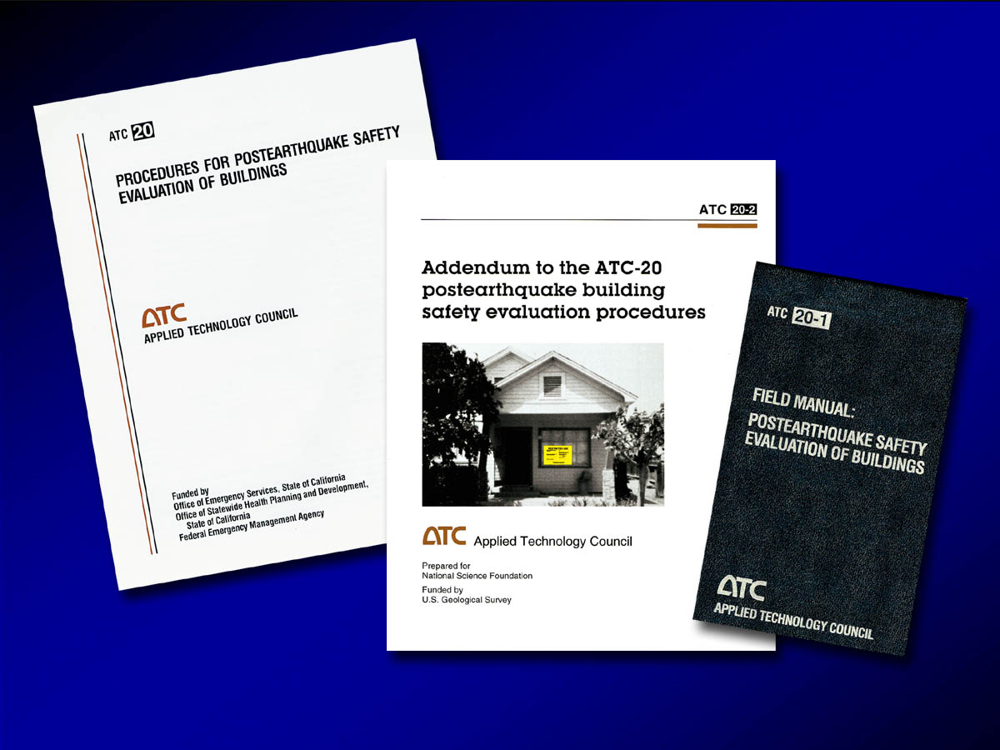 ATC 20
PROCEDURES FOR POSTEARTHQUAKE SAFETY
EVALUATION OF BUILDINGS
ATC
APPLIED TECHNOLOGY COUNCIL
Funded by
Office of Emergency Services, State of California
Office of Statewide Health Planning and Development,
State of California
Federal Emergency Management Agency
ATC 20-2
Addendum to the ATC-20
postearthquake building
safety evaluation procedures
RESTRICTED USE
ATC Applied Technology Council
Prepared for
National Science Foundation
Funded by
U.S. Geological Survey
ATC 20-1
FIELD MANUAL:
POSTEARTHQUAKE SAFETY
EVALUATION OF BUILDINGS
ATC
APPLIED TECHNOLOGY COUNCIL